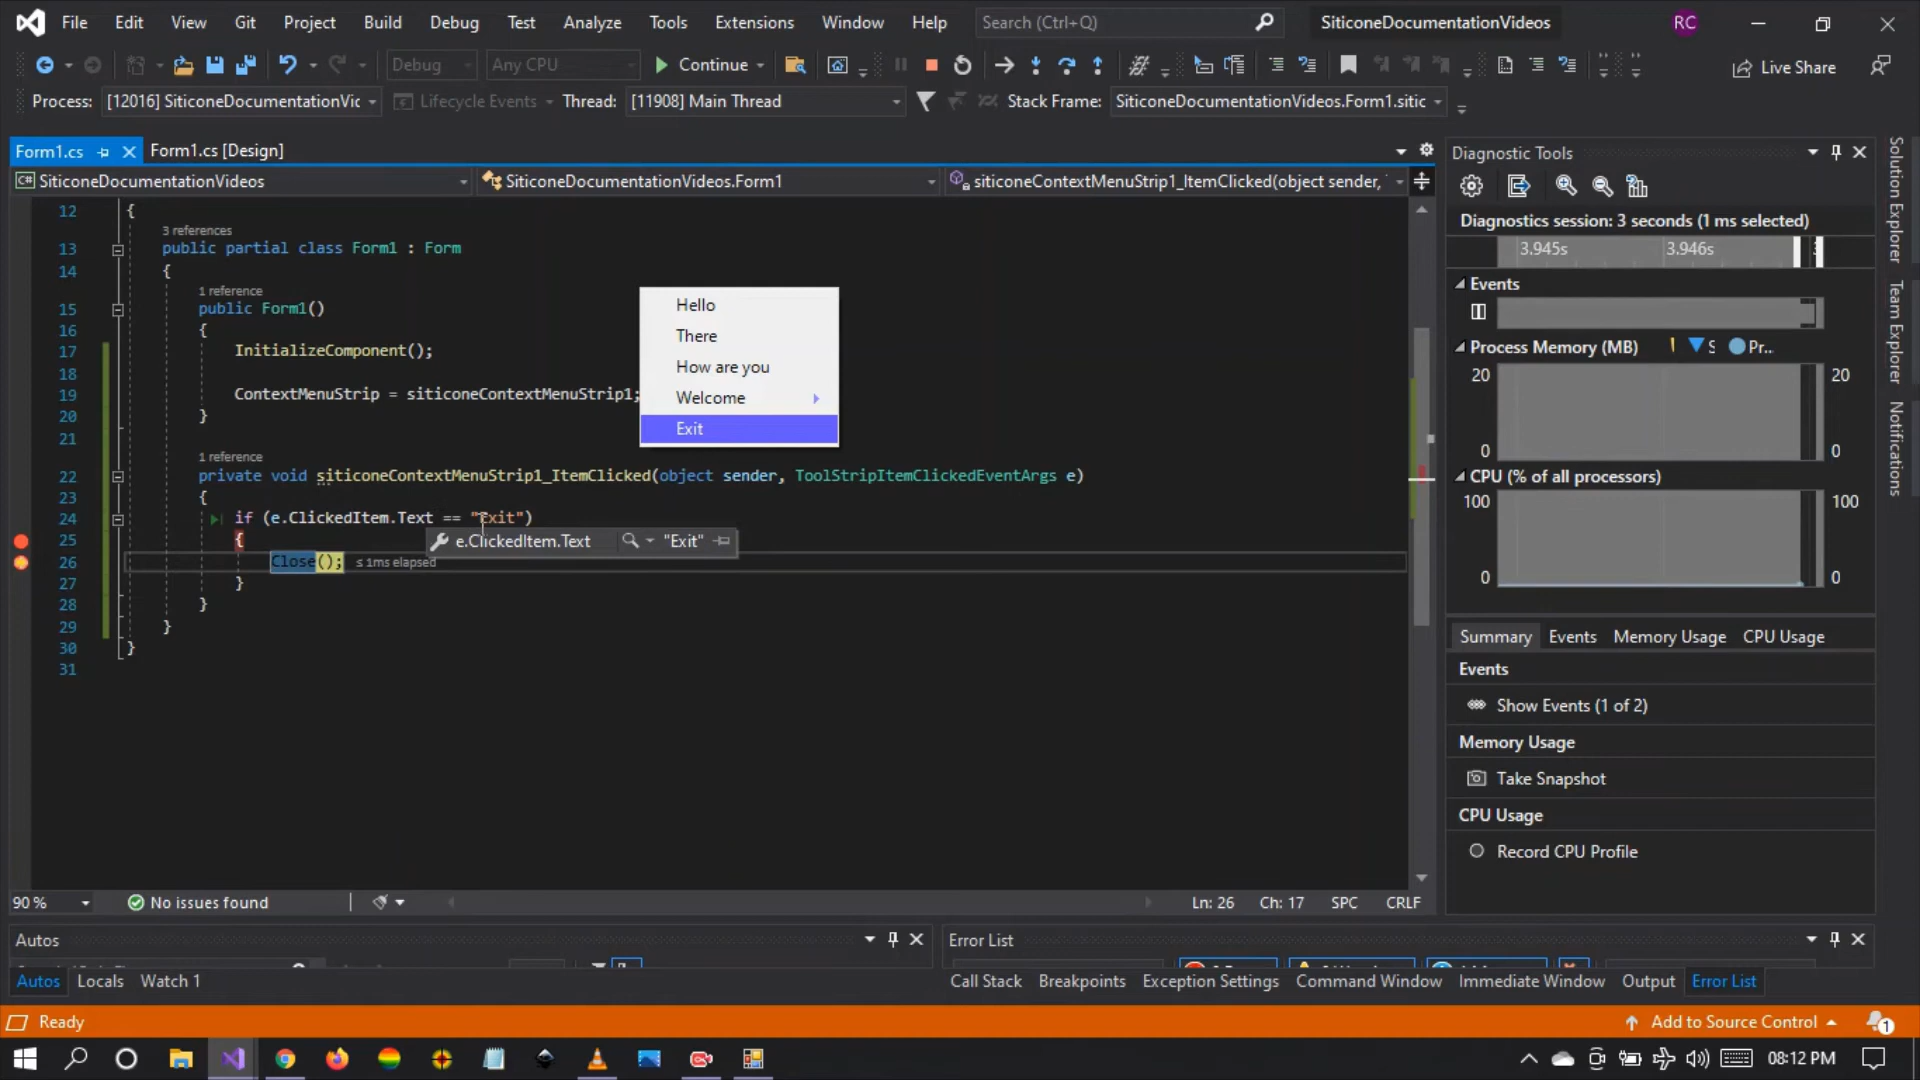 File Edit View Git Project Build Debug Test Analyze Tools Extensions Window Help Search (Ctrl+Q) SiticoneDocumentationVideos RC
Debug Any CPU Continue Live Share
Process: [12016] SiticoneDocumentationVic Lifecycle Events Thread: [11908] Main Thread Stack Frame: SiticoneDocumentationVideos.Form1.sitic
Form1.cs Form1.cs [Design]
C# SiticoneDocumentationVideos SiticoneDocumentationVideos.Form1 siticoneContextMenuStrip1_ItemClicked(object sender,
12 {
3 references
13 public partial class Form1 : Form
14 {
1 reference
15 public Form1()
16 {
17 InitializeComponent();
18
19 ContextMenuStrip = siticoneContextMenuStrip1;
20 }
21
1 reference
22 private void siticoneContextMenuStrip1_ItemClicked(object sender, ToolStripItemClickedEventArgs e)
23 {
24 if (e.ClickedItem.Text == "Exit")
25 {
26 Close(); ≤ 1ms elapsed
27 }
28 }
29 }
30 }
31
Hello
There
How are you
Welcome
Exit
e.ClickedItem.Text "Exit"
Diagnostic Tools
Diagnostics session: 3 seconds (1 ms selected)
3.945s 3.946s
Events
Process Memory (MB) S Pr...
20 20
0 0
CPU (% of all processors)
100 100
0 0
Summary Events Memory Usage CPU Usage
Events
Show Events (1 of 2)
Memory Usage
Take Snapshot
CPU Usage
Record CPU Profile
Solution Explorer
Team Explorer
Notifications
90 % No issues found Ln: 26 Ch: 17 SPC CRLF
Autos
Error List
Autos Locals Watch 1
Call Stack Breakpoints Exception Settings Command Window Immediate Window Output Error List
Ready Add to Source Control 1
08:12 PM